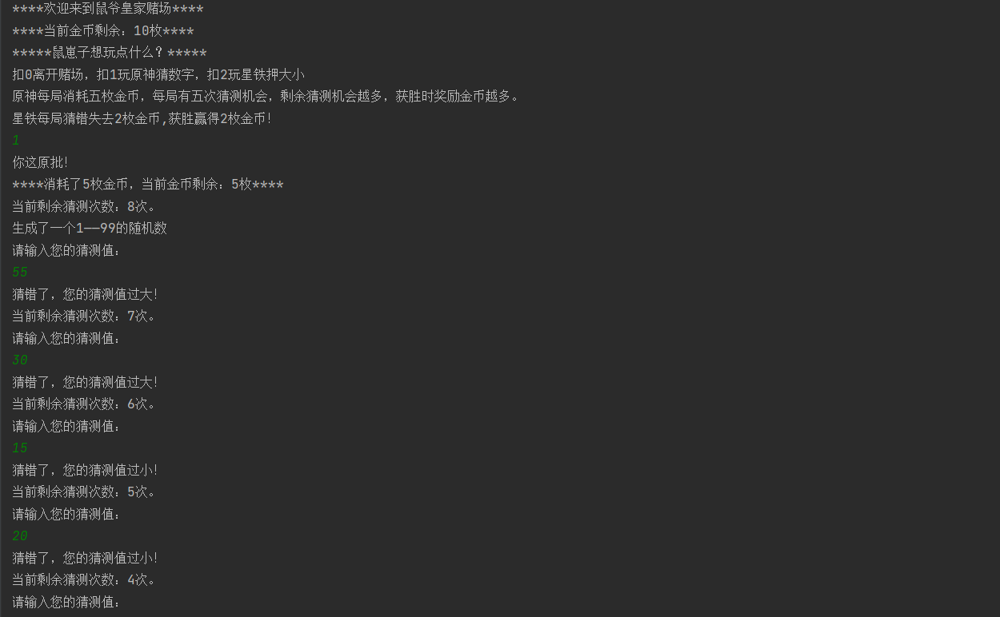 ****欢迎来到鼠爷皇家赌场****
****当前金币剩余：10枚****
*****鼠崽子想玩点什么？*****
扣0离开赌场，扣1玩原神猜数字，扣2玩星铁押大小
原神每局消耗五枚金币，每局有五次猜测机会，剩余猜测机会越多，获胜时奖励金币越多。
星铁每局猜错失去2枚金币,获胜赢得2枚金币！
1
你这原批！
****消耗了5枚金币，当前金币剩余：5枚****
当前剩余猜测次数：8次。
生成了一个1——99的随机数
请输入您的猜测值：
55
猜错了，您的猜测值过大！
当前剩余猜测次数：7次。
请输入您的猜测值：
30
猜错了，您的猜测值过大！
当前剩余猜测次数：6次。
请输入您的猜测值：
15
猜错了，您的猜测值过小！
当前剩余猜测次数：5次。
请输入您的猜测值：
20
猜错了，您的猜测值过小！
当前剩余猜测次数：4次。
请输入您的猜测值：